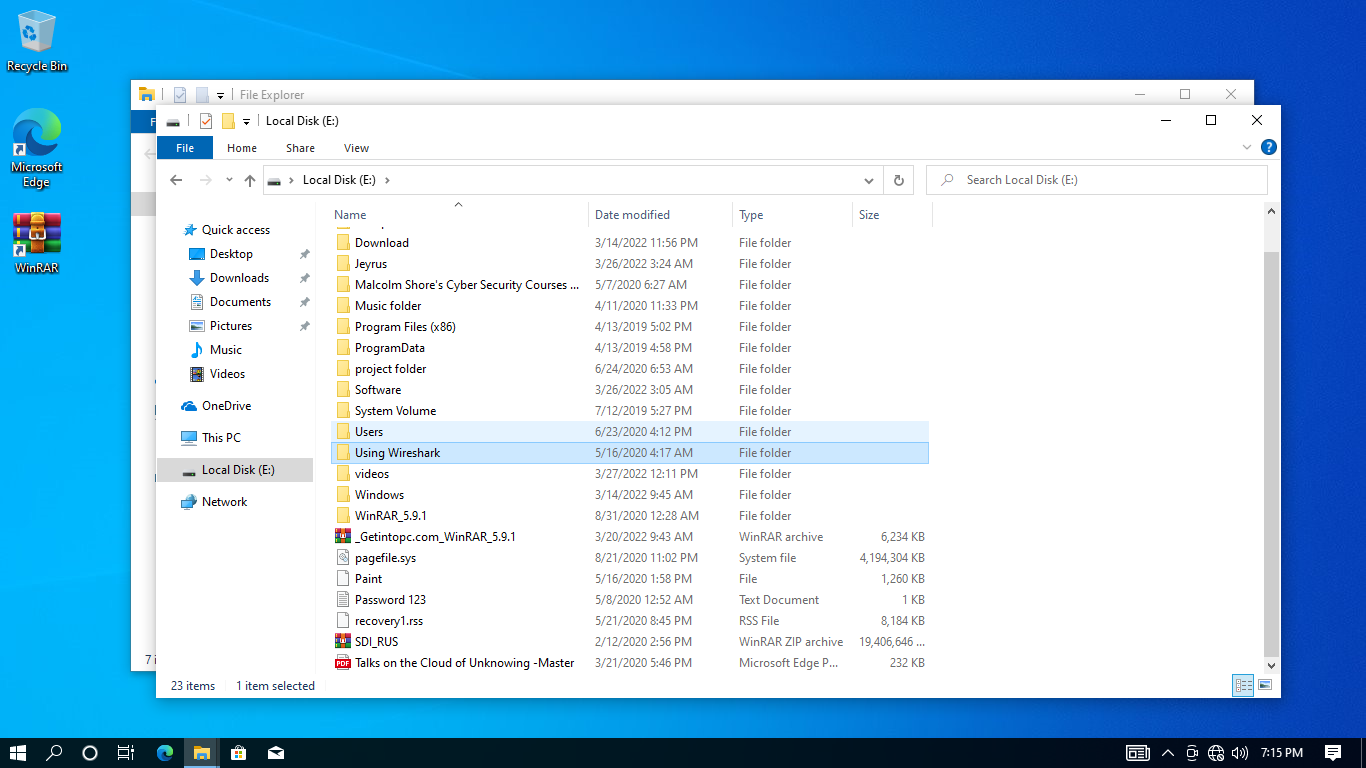 Recycle Bin
Microsoft
Edge
WinRAR
File Explorer
F
7 i
Local Disk (E:)
File Home Share View
Local Disk (E:)
Search Local Disk (E:)
Quick access
Desktop
Downloads
Documents
Pictures
Music
Videos
OneDrive
This PC
Local Disk (E:)
Network
Name Date modified Type Size
Download 3/14/2022 11:56 PM File folder
Jeyrus 3/26/2022 3:24 AM File folder
Malcolm Shore's Cyber Security Courses ... 5/7/2020 6:27 AM File folder
Music folder 4/11/2020 11:33 PM File folder
Program Files (x86) 4/13/2019 5:02 PM File folder
ProgramData 4/13/2019 4:58 PM File folder
project folder 6/24/2020 6:53 AM File folder
Software 3/26/2022 3:05 AM File folder
System Volume 7/12/2019 5:27 PM File folder
Users 6/23/2020 4:12 PM File folder
Using Wireshark 5/16/2020 4:17 AM File folder
videos 3/27/2022 12:11 PM File folder
Windows 3/14/2022 9:45 AM File folder
WinRAR_5.9.1 8/31/2020 12:28 AM File folder
_Getintopc.com_WinRAR_5.9.1 3/20/2022 9:43 AM WinRAR archive 6,234 KB
pagefile.sys 8/21/2020 11:02 PM System file 4,194,304 KB
Paint 5/16/2020 1:58 PM File 1,260 KB
Password 123 5/8/2020 12:52 AM Text Document 1 KB
recovery1.rss 5/21/2020 8:45 PM RSS File 8,184 KB
SDI_RUS 2/12/2020 2:56 PM WinRAR ZIP archive 19,406,646 ...
PDF Talks on the Cloud of Unknowing -Master 3/21/2020 5:46 PM Microsoft Edge P... 232 KB
23 items 1 item selected
7:15 PM